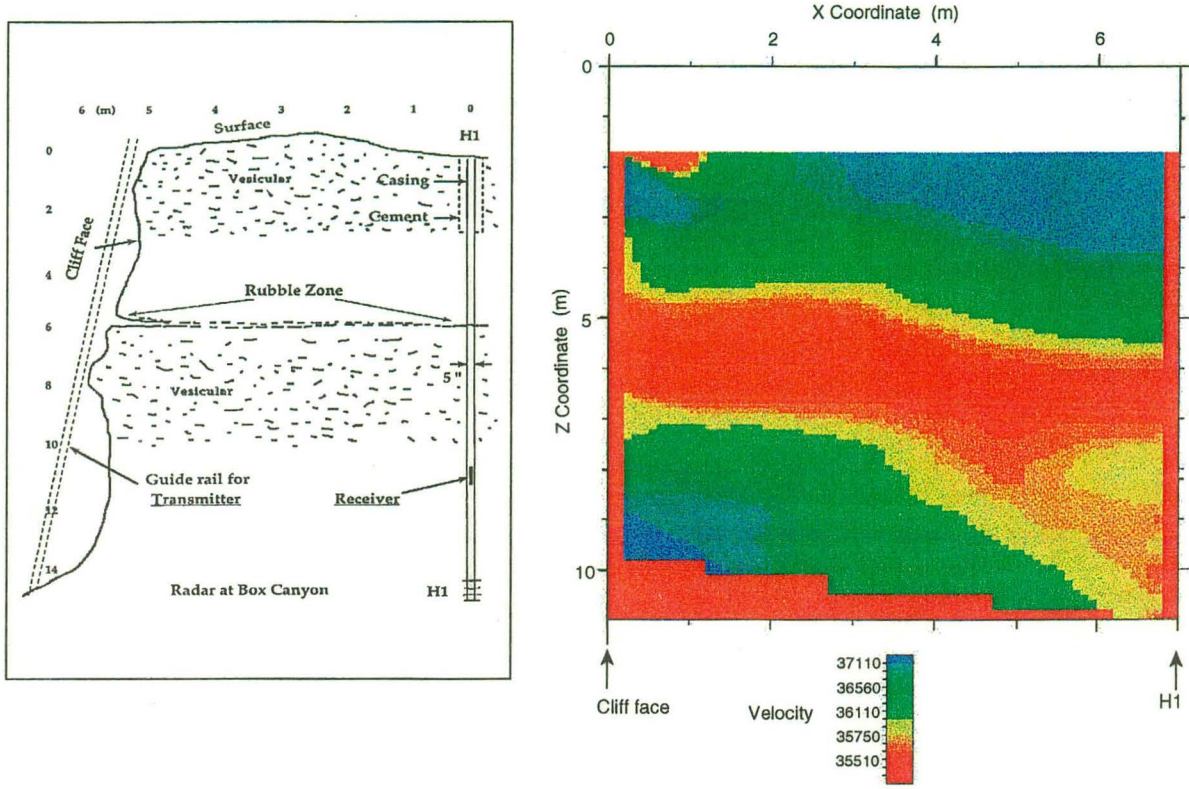 6 (m) 5 4 3 2 1 0
Surface
H1
0
Vesicular
Casing
2
Cement
Cliff Face
4
Rubble Zone
6
5"
8
Vesicular
10
Guide rail for
Transmitter
Receiver
12
14
Radar at Box Canyon
H1
X Coordinate (m)
0 2 4 6
0
Z Coordinate (m)
5
10
Cliff face
Velocity
37110
36560
36110
35750
35510
H1